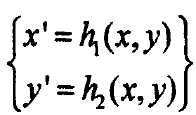 x' = h₁(x, y)
y' = h₂(x, y)